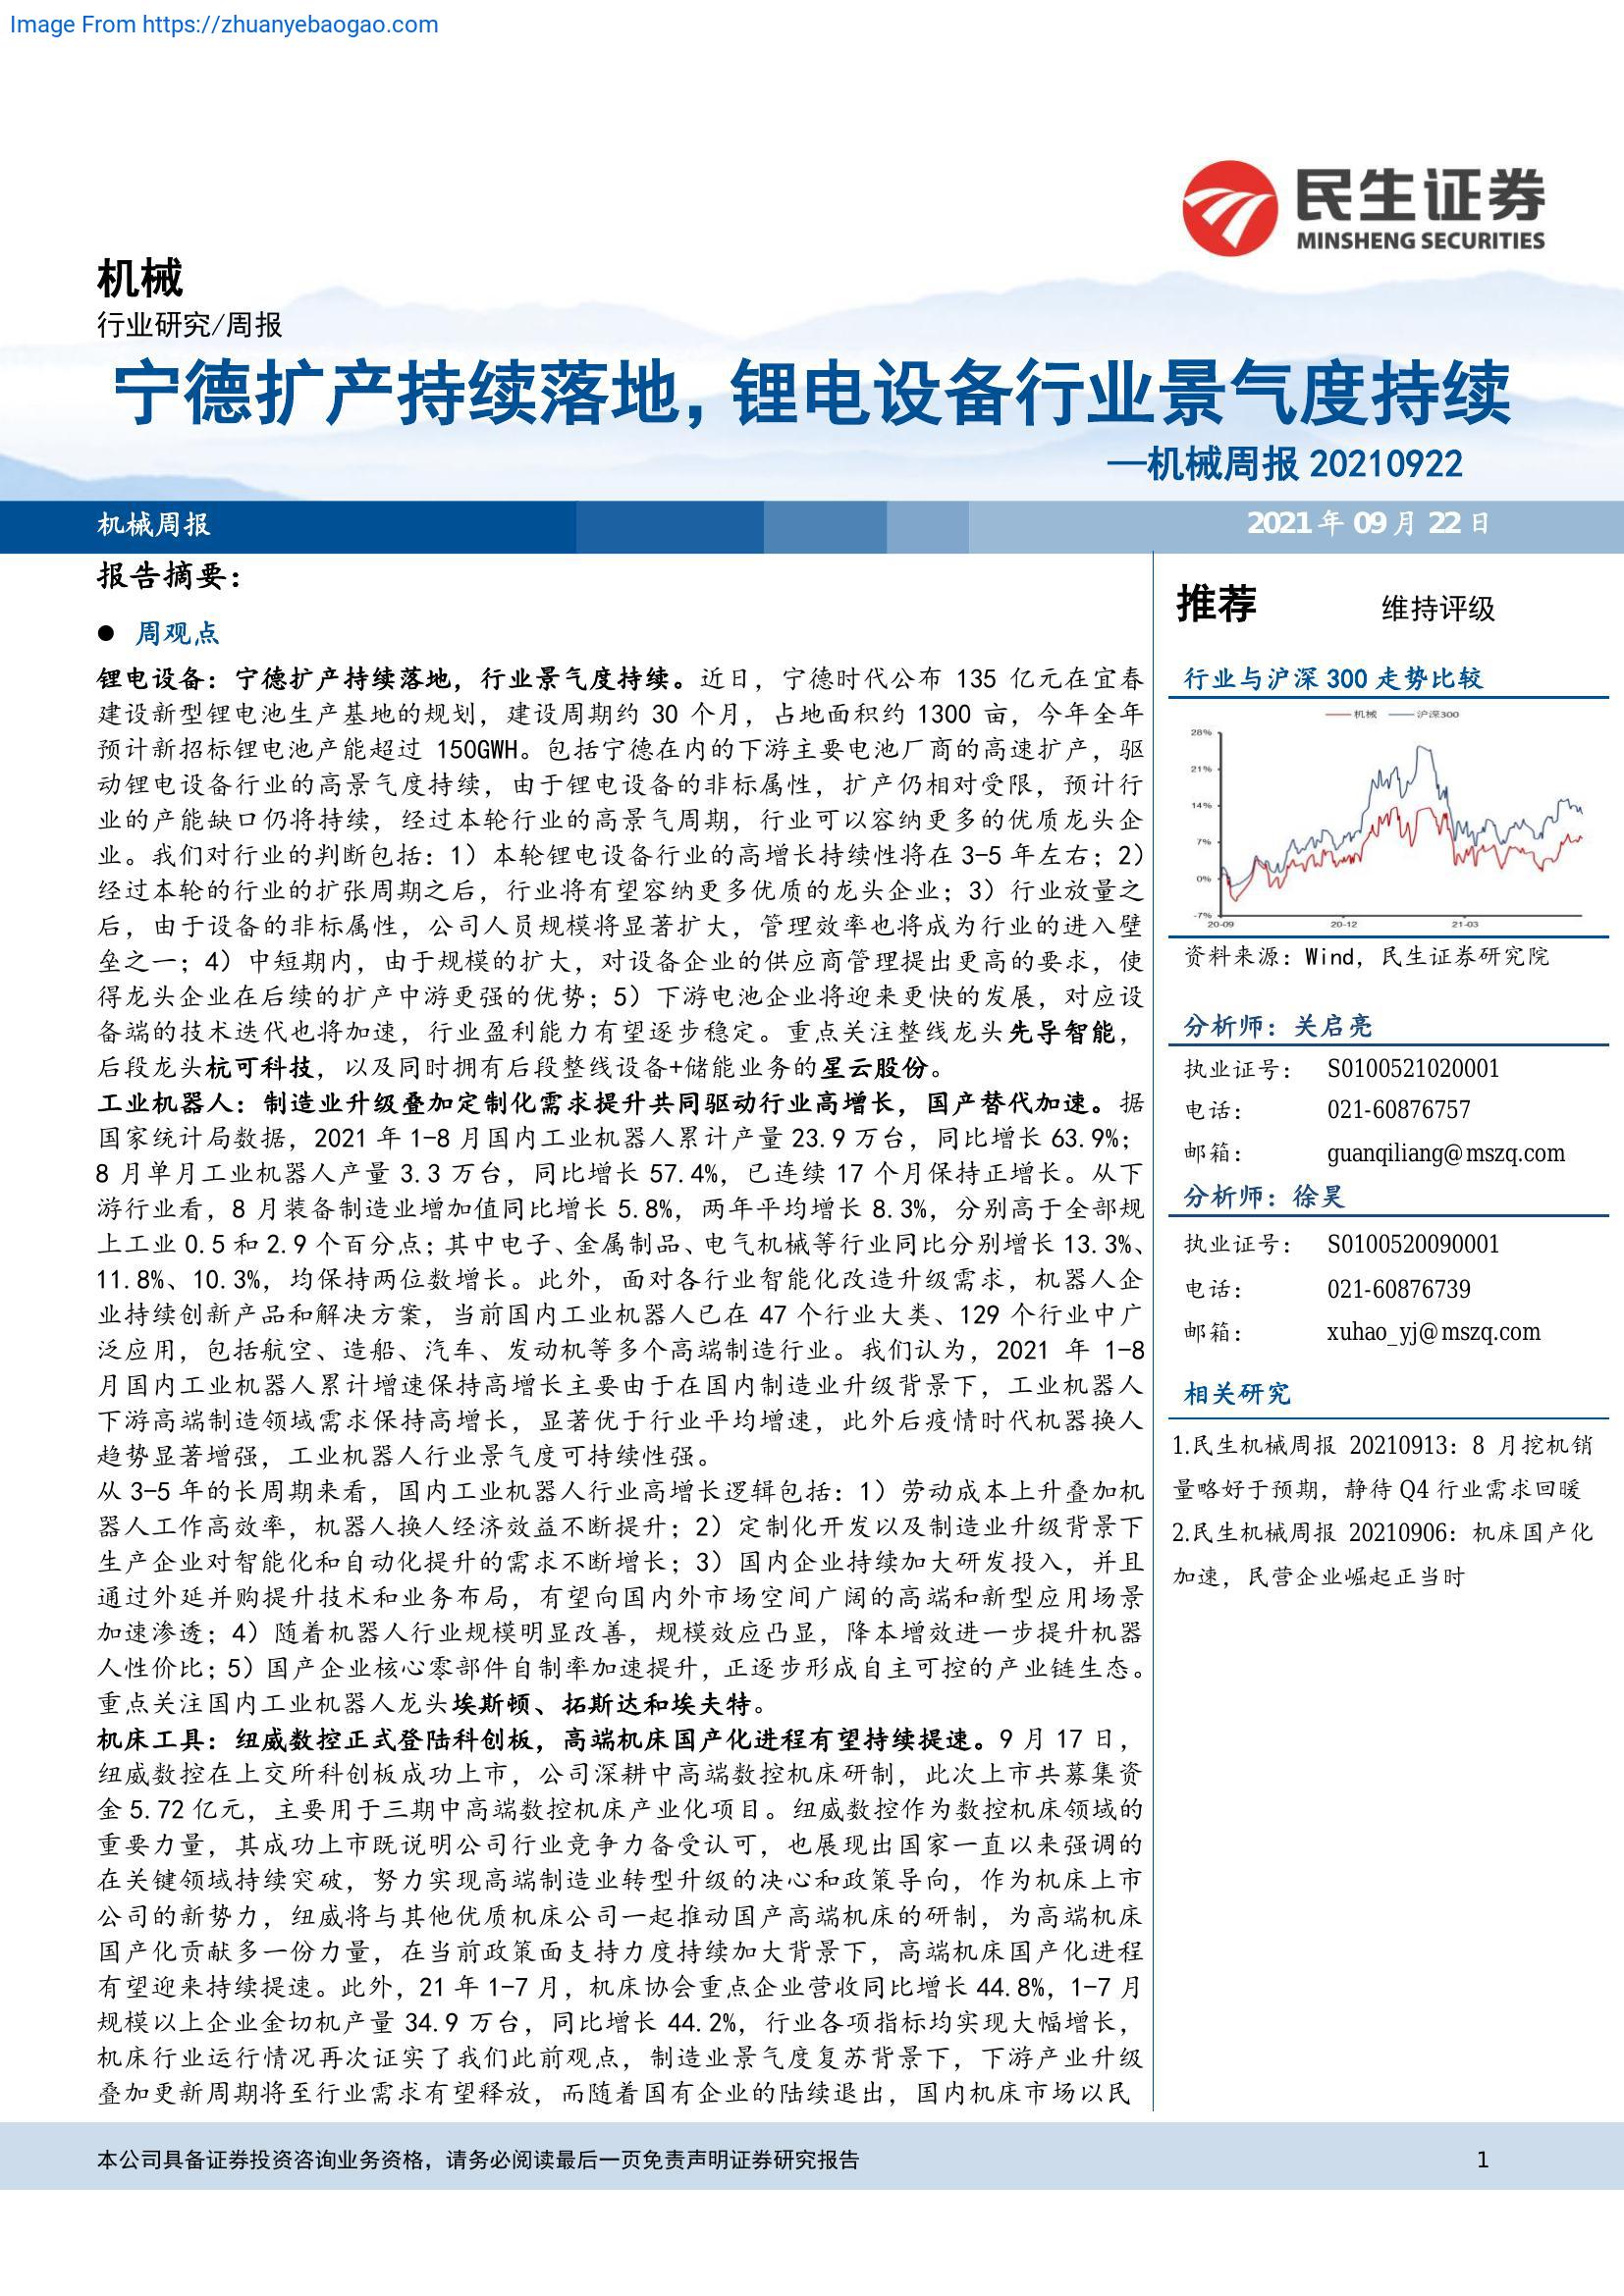 Image From https://zhuanyebaogao.com
民生证券
MINSHENG SECURITIES
机械
行业研究/周报
宁德扩产持续落地，锂电设备行业景气度持续
—机械周报 20210922
机械周报
2021 年 09 月 22 日
报告摘要：
● 周观点
锂电设备：宁德扩产持续落地，行业景气度持续。近日，宁德时代公布 135 亿元在宜春
建设新型锂电池生产基地的规划，建设周期约 30 个月，占地面积约 1300 亩，今年全年
预计新招标锂电池产能超过 150GWH。包括宁德在内的下游主要电池厂商的高速扩产，驱
动锂电设备行业的高景气度持续，由于锂电设备的非标属性，扩产仍相对受限，预计行
业的产能缺口仍将持续，经过本轮行业的高景气周期，行业可以容纳更多的优质龙头企
业。我们对行业的判断包括：1）本轮锂电设备行业的高增长持续性将在 3-5 年左右；2）
经过本轮的行业的扩张周期之后，行业将有望容纳更多优质的龙头企业；3）行业放量之
后，由于设备的非标属性，公司人员规模将显著扩大，管理效率也将成为行业的进入壁
垒之一；4）中短期内，由于规模的扩大，对设备企业的供应商管理提出更高的要求，使
得龙头企业在后续的扩产中游更强的优势；5）下游电池企业将迎来更快的发展，对应设
备端的技术迭代也将加速，行业盈利能力有望逐步稳定。重点关注整线龙头先导智能，
后段龙头杭可科技，以及同时拥有后段整线设备+储能业务的星云股份。
工业机器人：制造业升级叠加定制化需求提升共同驱动行业高增长，国产替代加速。据
国家统计局数据，2021 年 1-8 月国内工业机器人累计产量 23.9 万台，同比增长 63.9%；
8 月单月工业机器人产量 3.3 万台，同比增长 57.4%，已连续 17 个月保持正增长。从下
游行业看，8 月装备制造业增加值同比增长 5.8%，两年平均增长 8.3%，分别高于全部规
上工业 0.5 和 2.9 个百分点；其中电子、金属制品、电气机械等行业同比分别增长 13.3%、
11.8%、10.3%，均保持两位数增长。此外，面对各行业智能化改造升级需求，机器人企
业持续创新产品和解决方案，当前国内工业机器人已在 47 个行业大类、129 个行业中广
泛应用，包括航空、造船、汽车、发动机等多个高端制造行业。我们认为，2021 年 1-8
月国内工业机器人累计增速保持高增长主要由于在国内制造业升级背景下，工业机器人
下游高端制造领域需求保持高增长，显著优于行业平均增速，此外后疫情时代机器换人
趋势显著增强，工业机器人行业景气度可持续性强。
从 3-5 年的长周期来看，国内工业机器人行业高增长逻辑包括：1）劳动成本上升叠加机
器人工作高效率，机器人换人经济效益不断提升；2）定制化开发以及制造业升级背景下
生产企业对智能化和自动化提升的需求不断增长；3）国内企业持续加大研发投入，并且
通过外延并购提升技术和业务布局，有望向国内外市场空间广阔的高端和新型应用场景
加速渗透；4）随着机器人行业规模明显改善，规模效应凸显，降本增效进一步提升机器
人性价比；5）国产企业核心零部件自制率加速提升，正逐步形成自主可控的产业链生态。
重点关注国内工业机器人龙头埃斯顿、拓斯达和埃夫特。
机床工具：纽威数控正式登陆科创板，高端机床国产化进程有望持续提速。9 月 17 日，
纽威数控在上交所科创板成功上市，公司深耕中高端数控机床研制，此次上市共募集资
金 5.72 亿元，主要用于三期中高端数控机床产业化项目。纽威数控作为数控机床领域的
重要力量，其成功上市既说明公司行业竞争力备受认可，也展现出国家一直以来强调的
在关键领域持续突破，努力实现高端制造业转型升级的决心和政策导向，作为机床上市
公司的新势力，纽威将与其他优质机床公司一起推动国产高端机床的研制，为高端机床
国产化贡献多一份力量，在当前政策面支持力度持续加大背景下，高端机床国产化进程
有望迎来持续提速。此外，21 年 1-7 月，机床协会重点企业营收同比增长 44.8%，1-7 月
规模以上企业金切机产量 34.9 万台，同比增长 44.2%，行业各项指标均实现大幅增长，
机床行业运行情况再次证实了我们此前观点，制造业景气度复苏背景下，下游产业升级
叠加更新周期将至行业需求有望释放，而随着国有企业的陆续退出，国内机床市场以民
推荐 维持评级
行业与沪深 300 走势比较
机械 沪深300
28%
21%
14%
7%
0%
-7%
20-09 20-12 21-03
资料来源：Wind，民生证券研究院
分析师：关启亮
执业证号： S0100521020001
电话： 021-60876757
邮箱： guanqiliang@mszq.com
分析师：徐昊
执业证号： S0100520090001
电话： 021-60876739
邮箱： xuhao_yj@mszq.com
相关研究
1.民生机械周报 20210913：8 月挖机销
量略好于预期，静待 Q4 行业需求回暖
2.民生机械周报 20210906：机床国产化
加速，民营企业崛起正当时
本公司具备证券投资咨询业务资格，请务必阅读最后一页免责声明证券研究报告 1